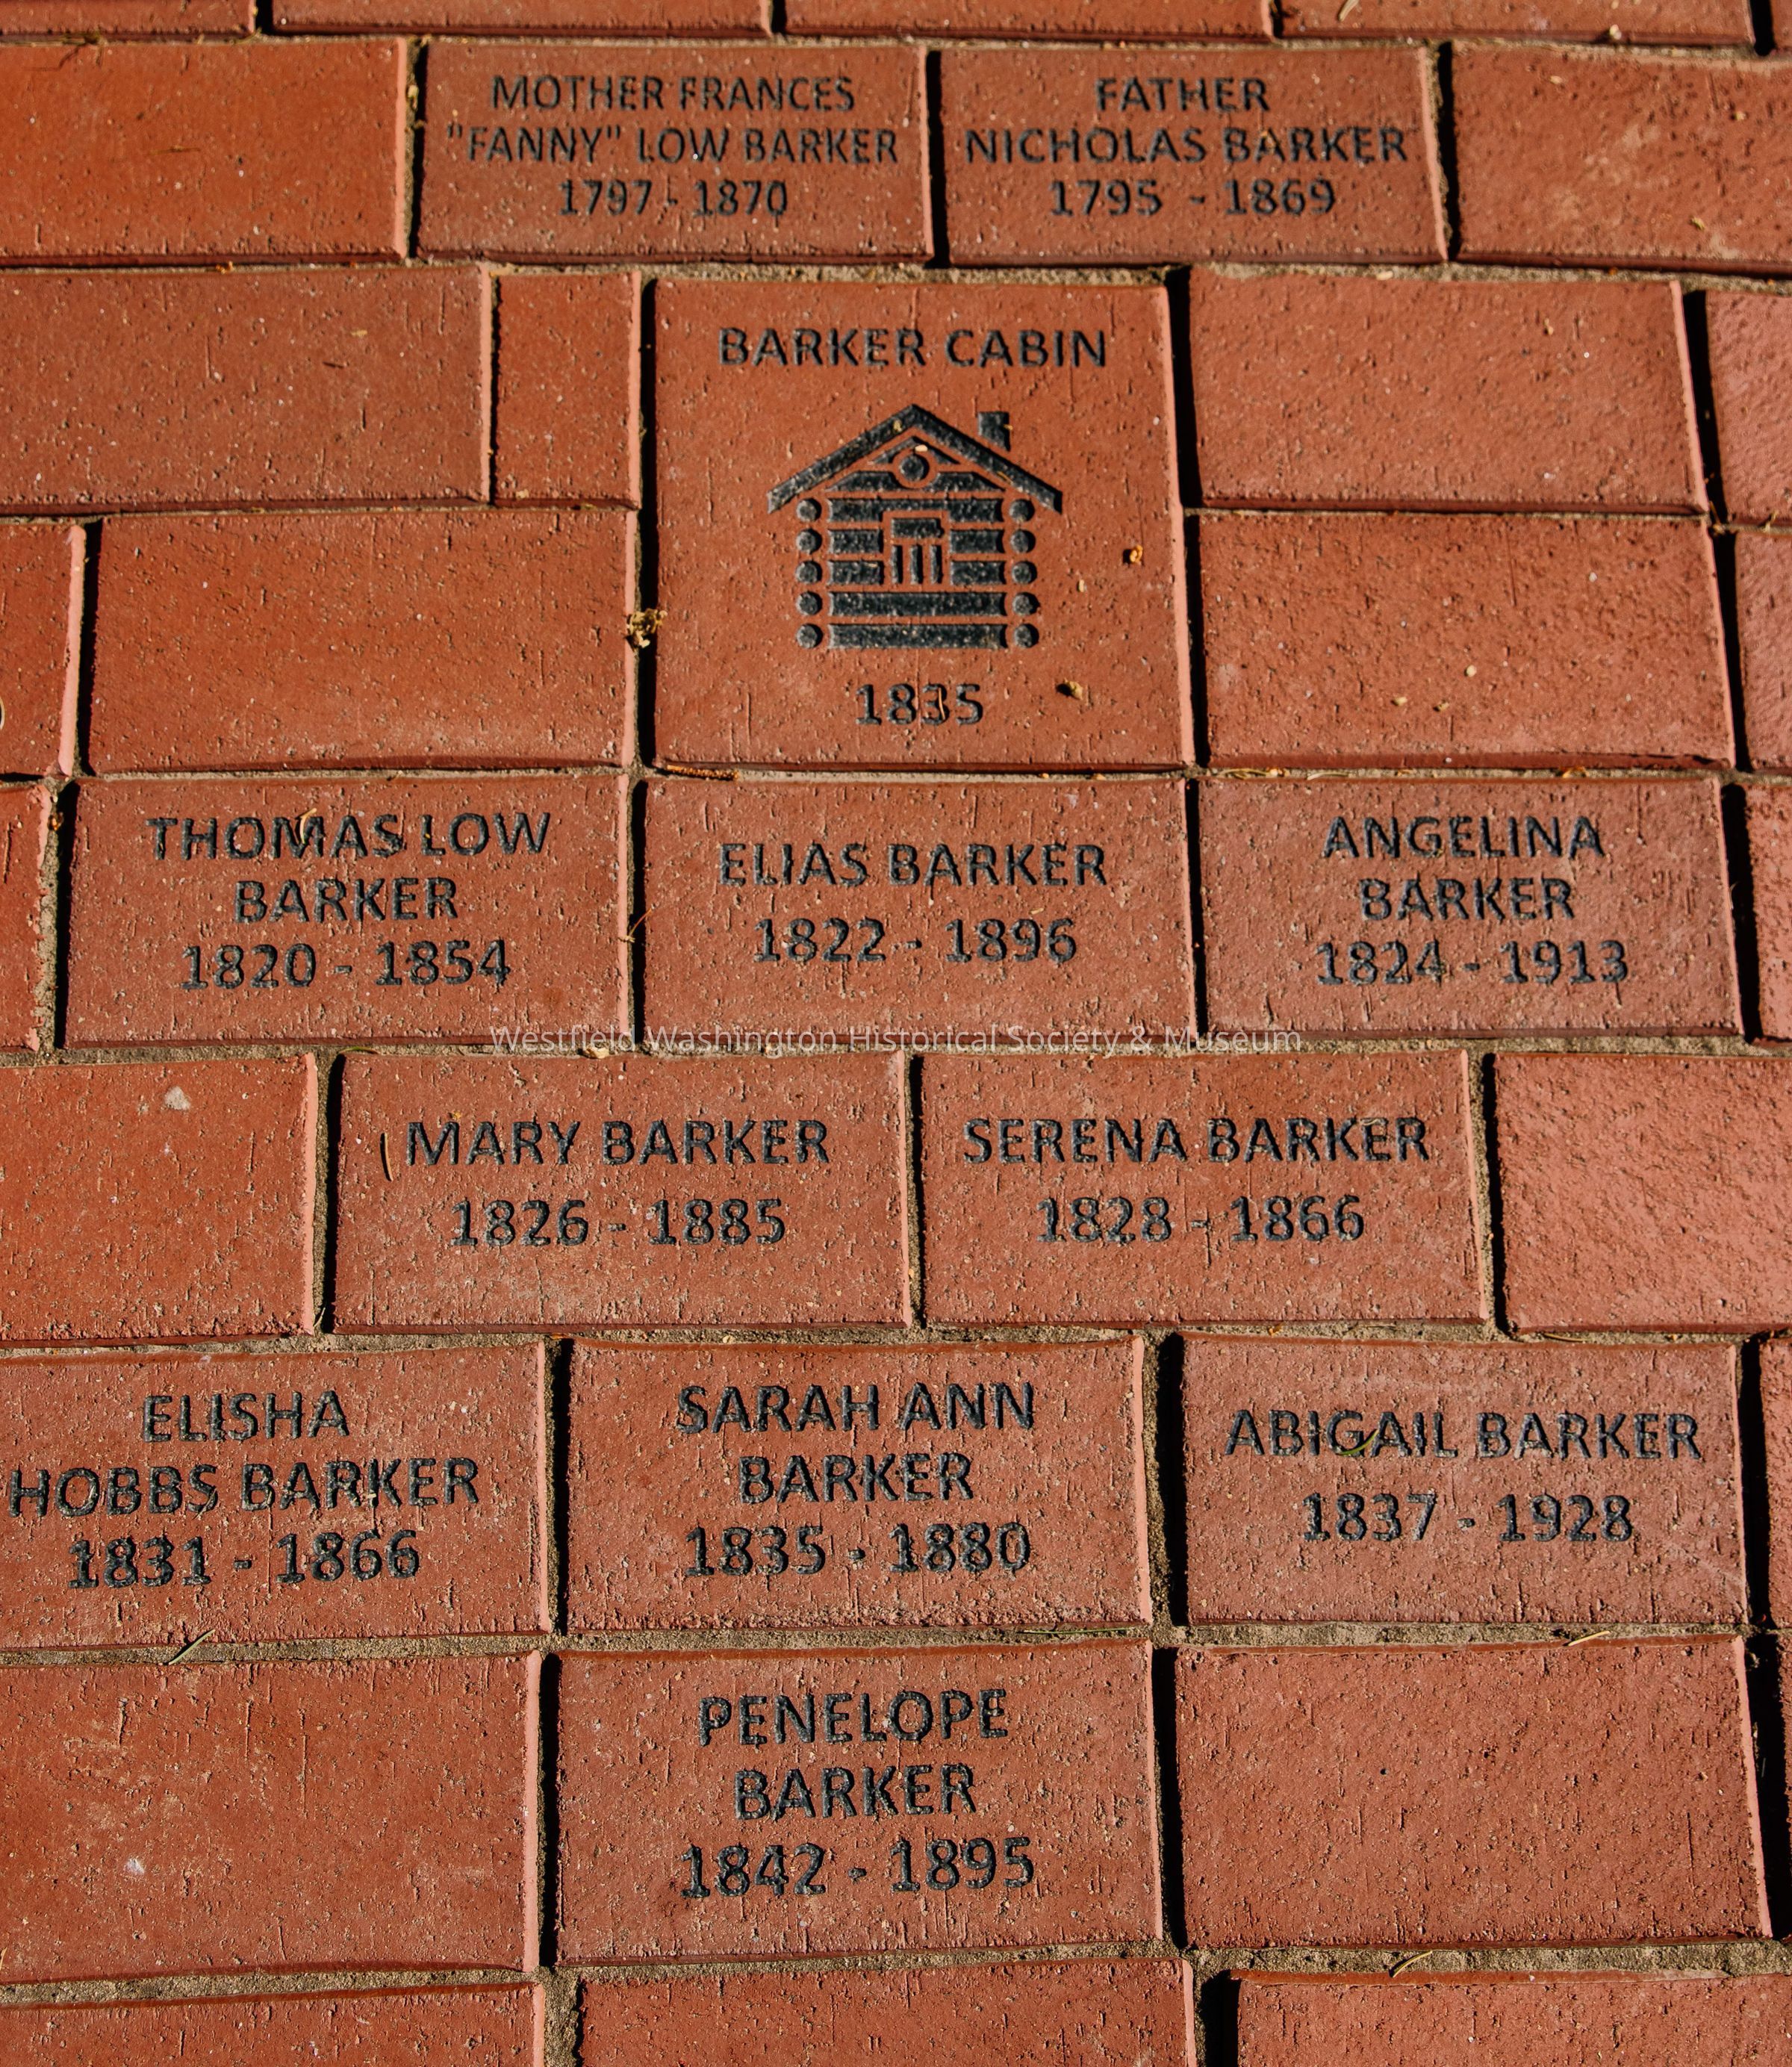 MOTHER FRANCES
"FANNY" LOW BARKER
1797 - 1870
FATHER
NICHOLAS BARKER
1795 - 1869
BARKER CABIN
1835
THOMAS LOW
BARKER
1820 - 1854
ELIAS BARKER
1822 - 1896
ANGELINA
BARKER
1824 - 1913
Westfield Washington Historical Society & Museum
MARY BARKER
1826 - 1885
SERENA BARKER
1828 - 1866
ELISHA
HOBBS BARKER
1831 - 1866
SARAH ANN
BARKER
1835 - 1880
ABIGAIL BARKER
1837 - 1928
PENELOPE
BARKER
1842 - 1895